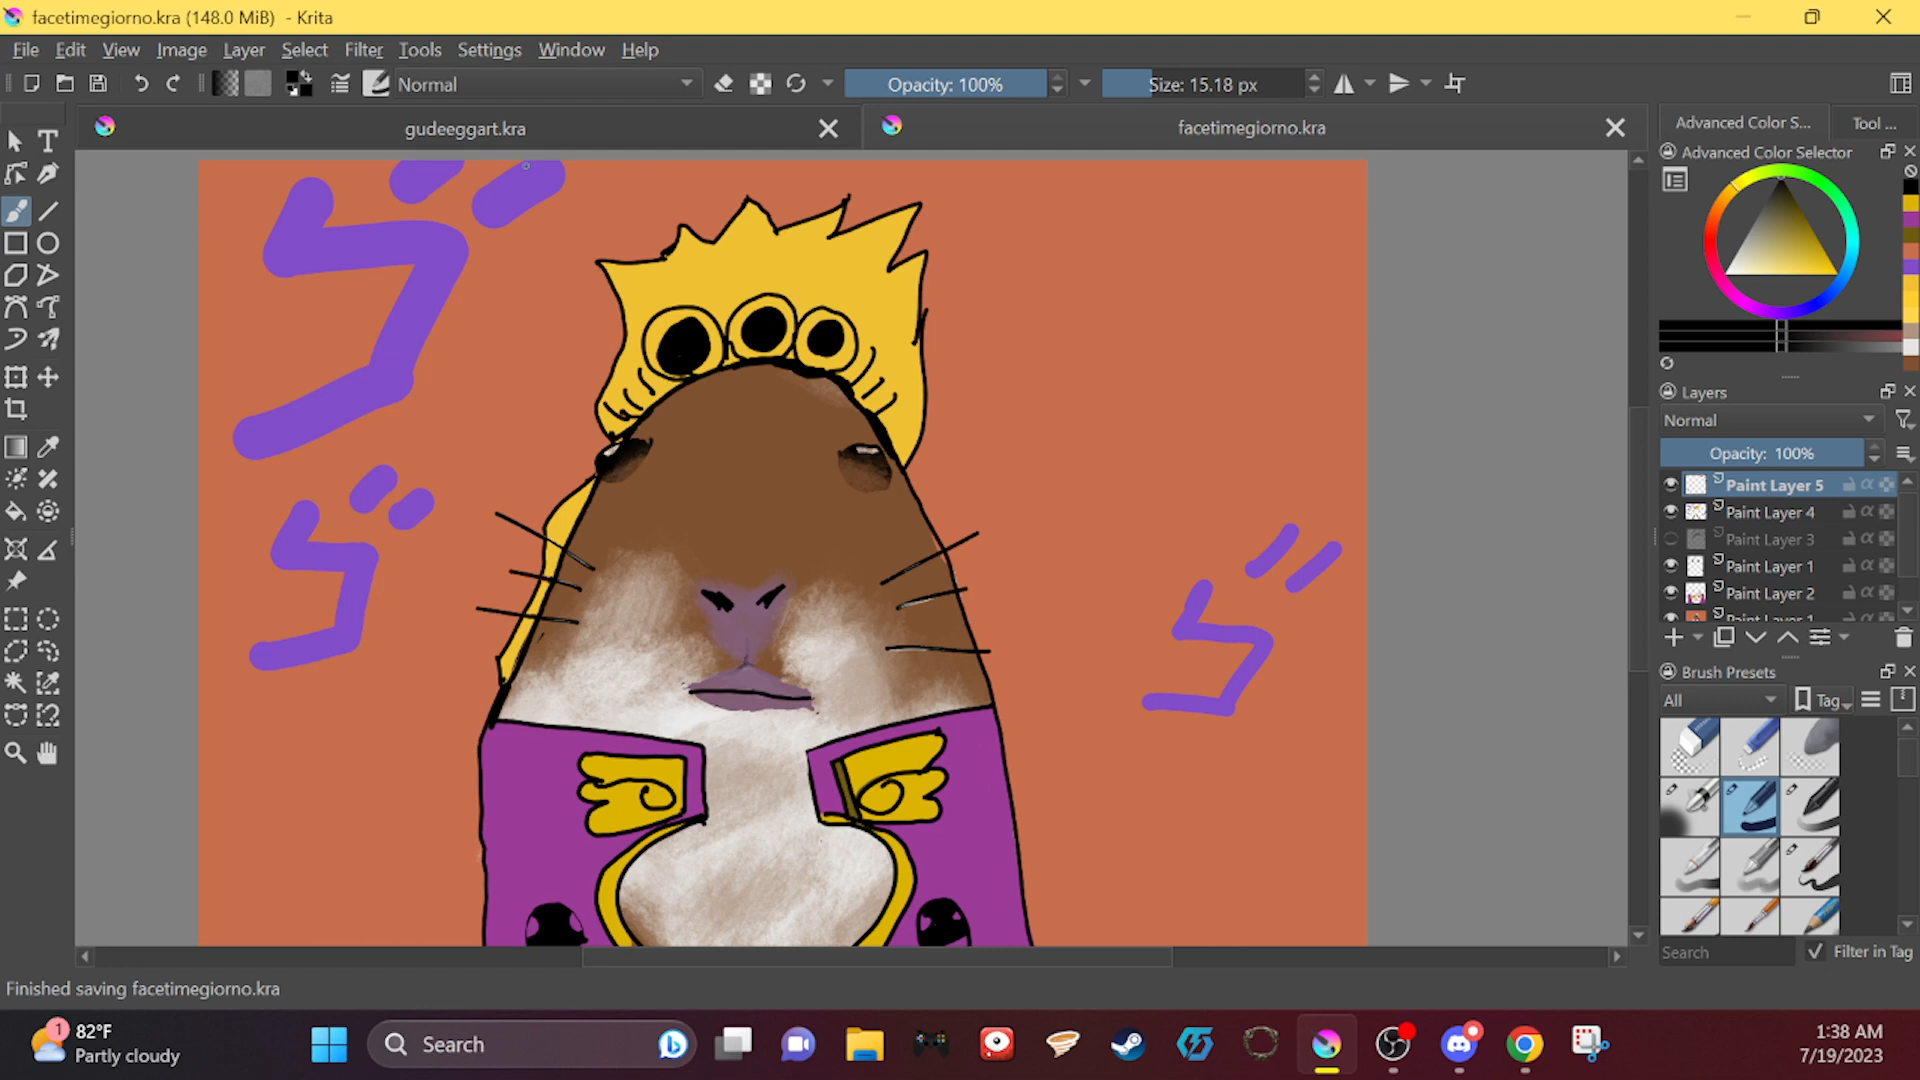 facetimegiorno.kra (148.0 MiB) - Krita
File Edit View Image Layer Select Filter Tools Settings Window Help
Normal Opacity: 100% Size: 15.18 px
gudeeggart.kra facetimegiorno.kra
Advanced Color S... Tool ...
Advanced Color Selector
ゴ
ゴ
ゴ
Layers
Normal
Opacity: 100%
Paint Layer 5
Paint Layer 4
Paint Layer 3
Paint Layer 1
Paint Layer 2
Brush Presets
All Tag
Search Filter in Tag
Finished saving facetimegiorno.kra
1 82°F
Partly cloudy
Search
1:38 AM
7/19/2023